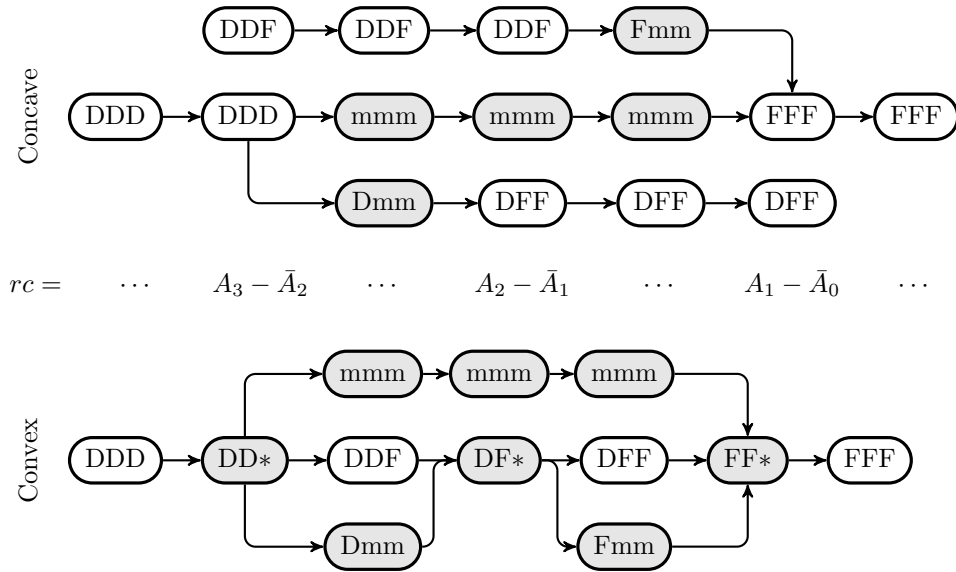 DDF DDF DDF Fmm
Concave
DDD DDD mmm mmm mmm FFF FFF
Dmm DFF DFF DFF
rc = ⋯ A₃ − Ā₂ ⋯ A₂ − Ā₁ ⋯ A₁ − Ā₀ ⋯
mmm mmm mmm
Convex
DDD DD∗ DDF DF∗ DFF FF∗ FFF
Dmm Fmm